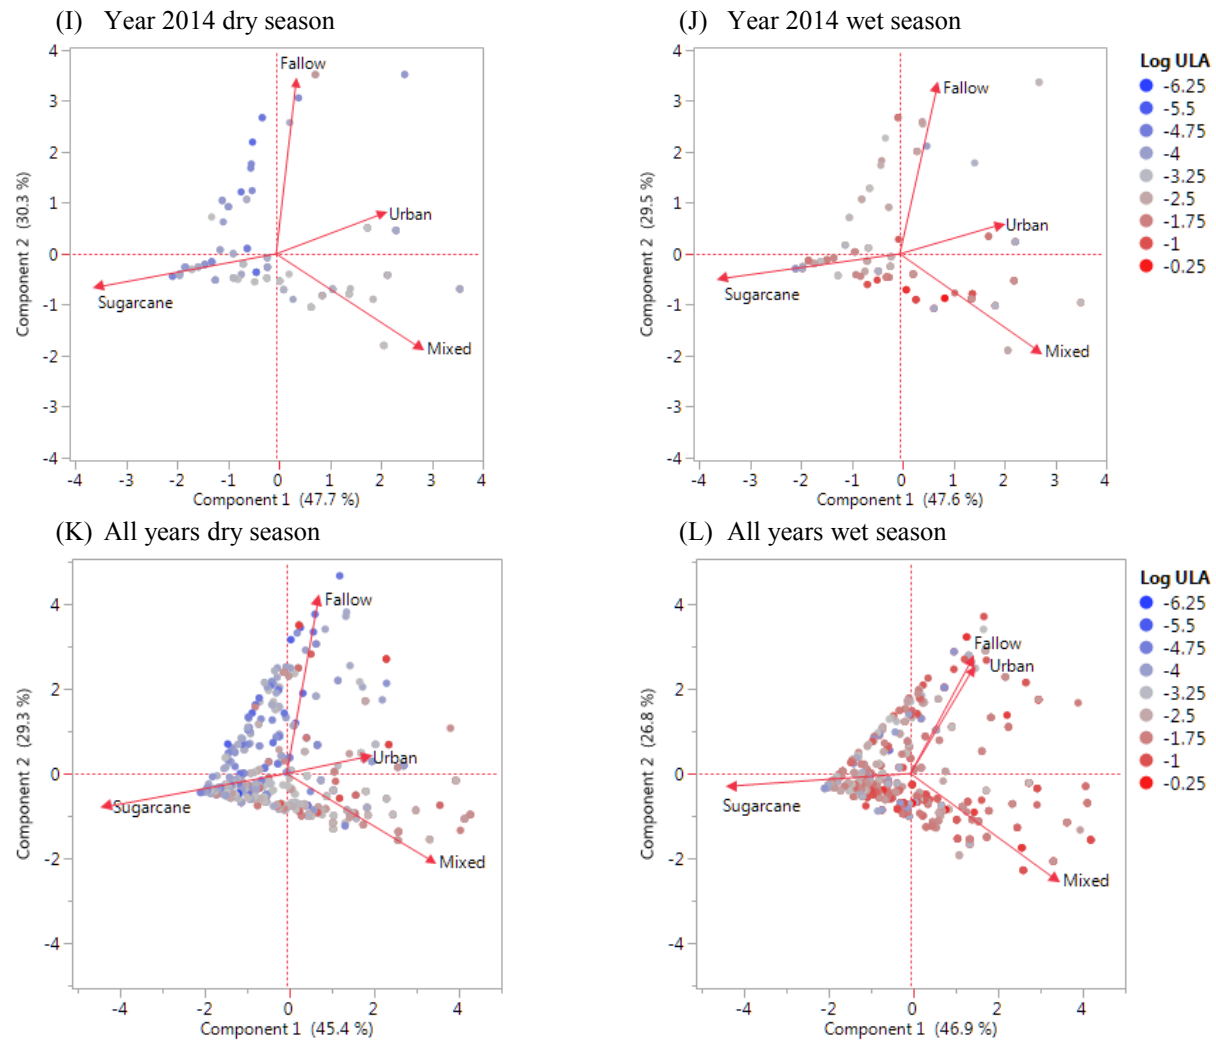 (I) Year 2014 dry season
(J) Year 2014 wet season
4
3
2
1
0
-1
-2
-3
-4
Component 2 (30.3 %)
Fallow
Urban
Sugarcane
Mixed
-4 -3 -2 -1 0 1 2 3 4
Component 1 (47.7 %)
4
3
2
1
0
-1
-2
-3
-4
Component 2 (29.5 %)
Fallow
Urban
Sugarcane
Mixed
-4 -3 -2 -1 0 1 2 3 4
Component 1 (47.6 %)
Log ULA
-6.25
-5.5
-4.75
-4
-3.25
-2.5
-1.75
-1
-0.25
(K) All years dry season
(L) All years wet season
4
2
0
-2
-4
Component 2 (29.3 %)
Fallow
Urban
Sugarcane
Mixed
-4 -2 0 2 4
Component 1 (45.4 %)
4
2
0
-2
-4
Component 2 (26.8 %)
Fallow
Urban
Sugarcane
Mixed
-4 -2 0 2 4
Component 1 (46.9 %)
Log ULA
-6.25
-5.5
-4.75
-4
-3.25
-2.5
-1.75
-1
-0.25